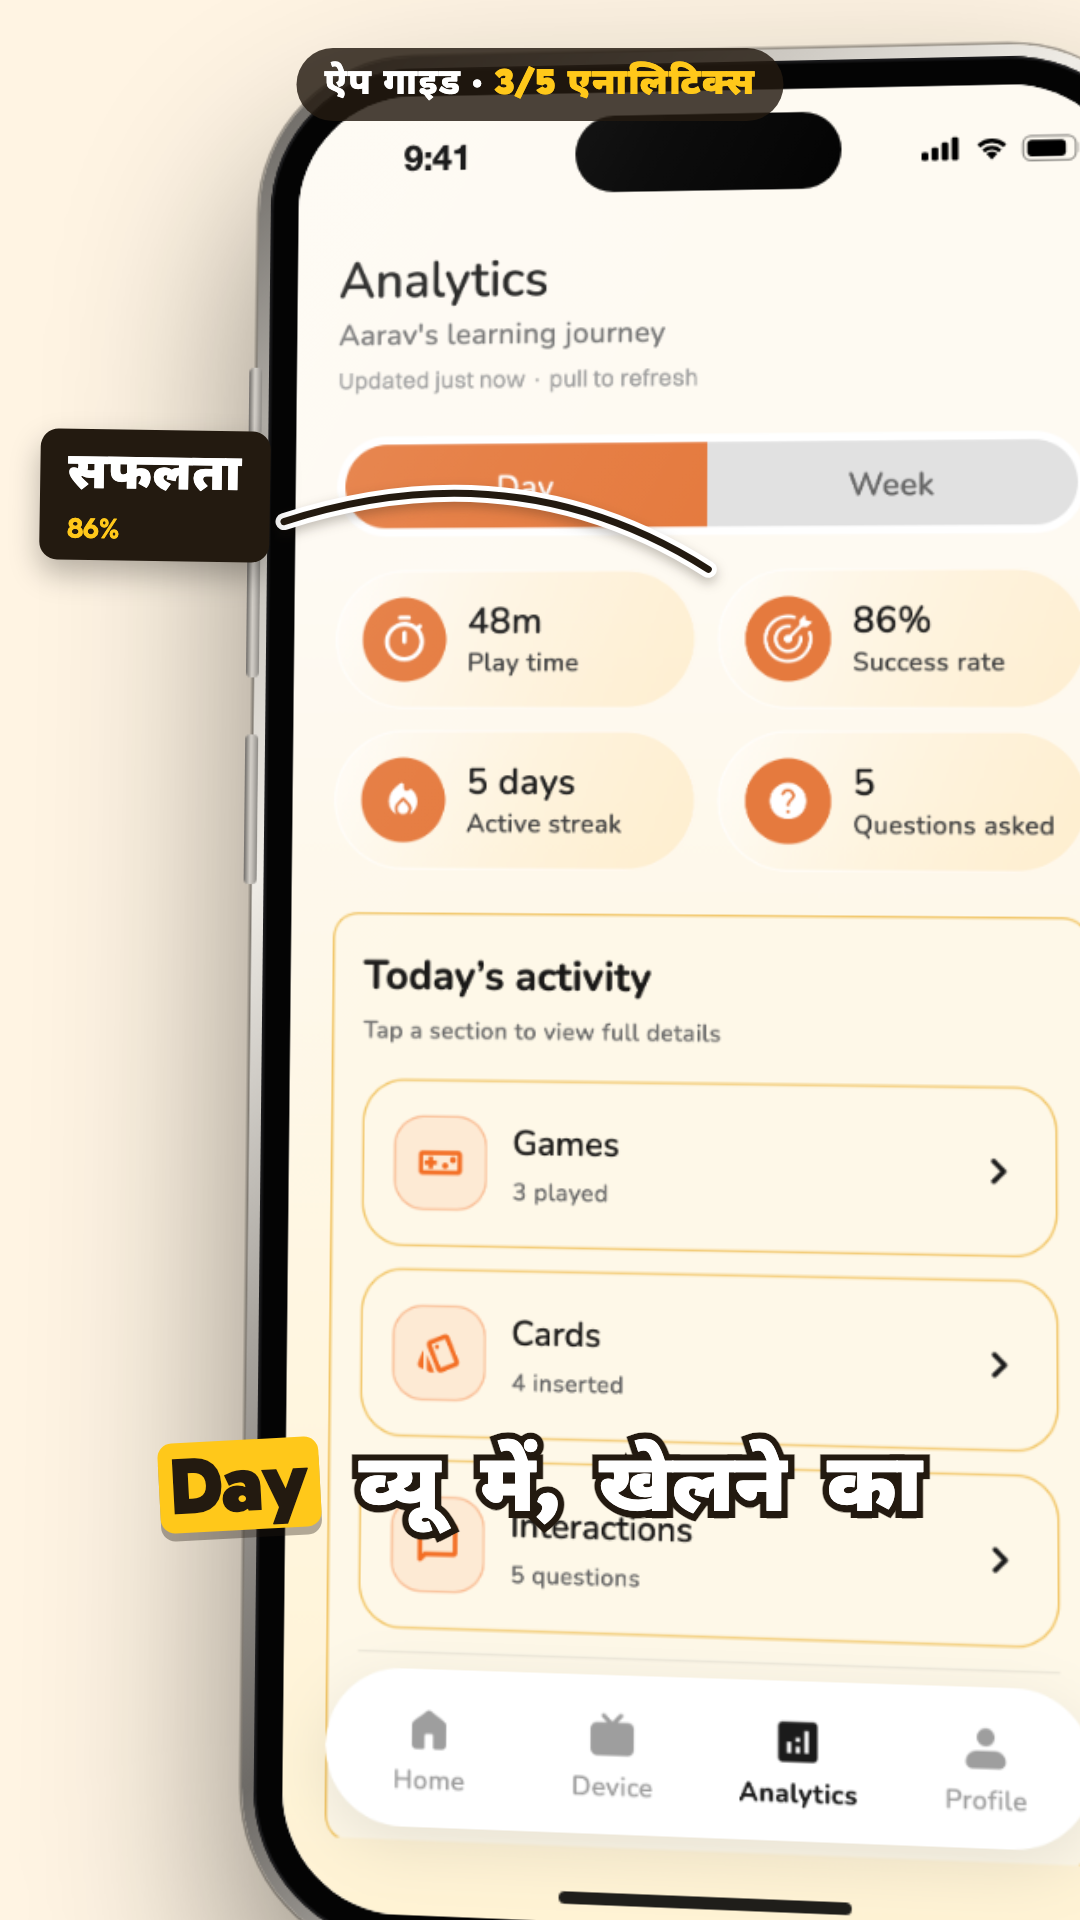 ऐप गाइड · 3/5 एनालिटिक्स
9:41
Analytics
Aarav's learning journey
Updated just now · pull to refresh
सफलता
86%
Day
Week
48m
Play time
86%
Success rate
5 days
Active streak
5
Questions asked
Today's activity
Tap a section to view full details
Games
3 played
Cards
4 inserted
Day व्यू में, खेलने का
Interactions
5 questions
Home
Device
Analytics
Profile